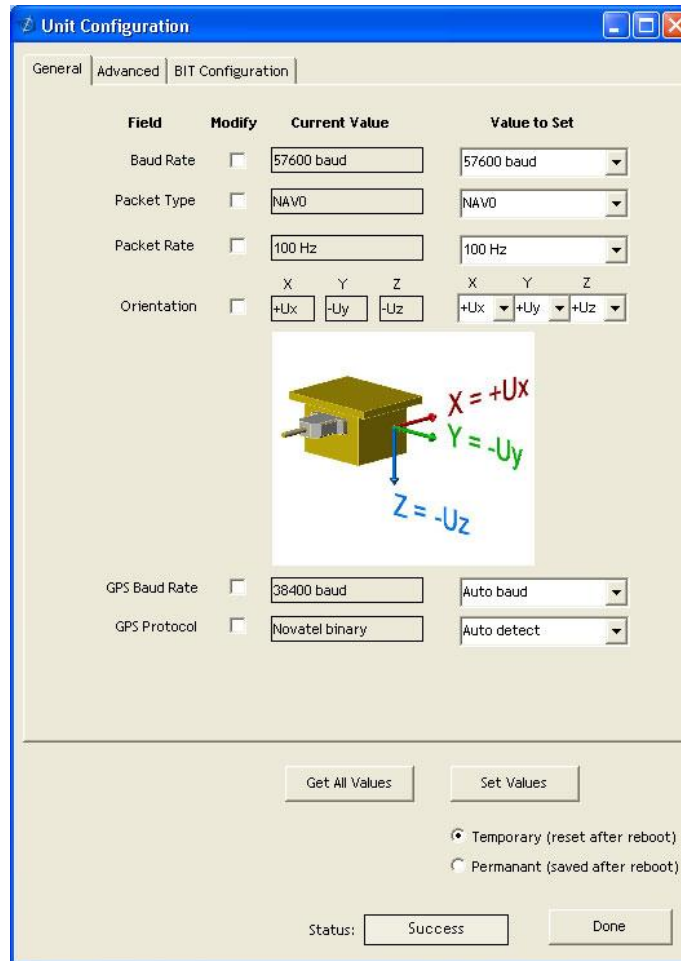 Unit Configuration
General Advanced BIT Configuration
Field Modify Current Value Value to Set
Baud Rate 57600 baud 57600 baud
Packet Type NAV0 NAV0
Packet Rate 100 Hz 100 Hz
X Y Z X Y Z
Orientation +Ux -Uy -Uz +Ux +Uy +Uz
X = +Ux
Y = -Uy
Z = -Uz
GPS Baud Rate 38400 baud Auto baud
GPS Protocol Novatel binary Auto detect
Get All Values Set Values
Temporary (reset after reboot)
Permanant (saved after reboot)
Status: Success Done